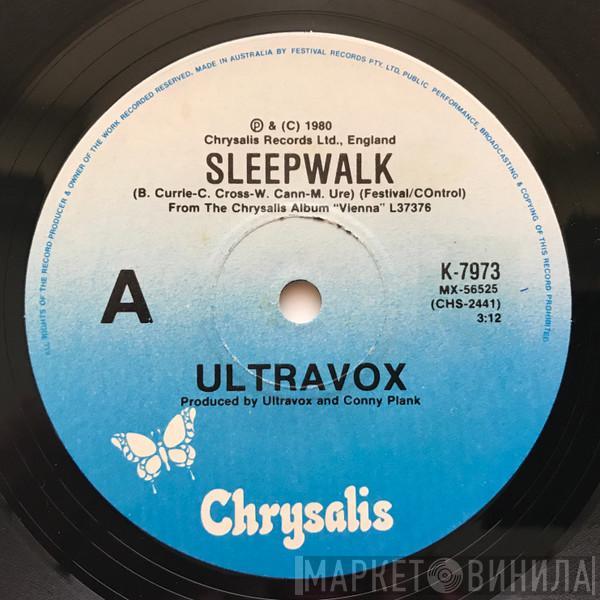 ALL RIGHTS OF THE RECORD PRODUCER & OWNER OF THE WORK RECORDED RESERVED. MADE IN AUSTRALIA BY FESTIVAL RECORDS PTY. LTD. PUBLIC PERFORMANCE, BROADCASTING & COPYING OF THIS RECORD PROHIBITED
℗ & (C) 1980
Chrysalis Records Ltd., England
SLEEPWALK
(B. Currie-C. Cross-W. Cann-M. Ure) (Festival/COntrol)
From The Chrysalis Album "Vienna" L37376
A
K-7973
MX-56525
(CHS-2441)
3:12
ULTRAVOX
Produced by Ultravox and Conny Plank
Chrysalis
МАРКЕТ ВИНИЛА